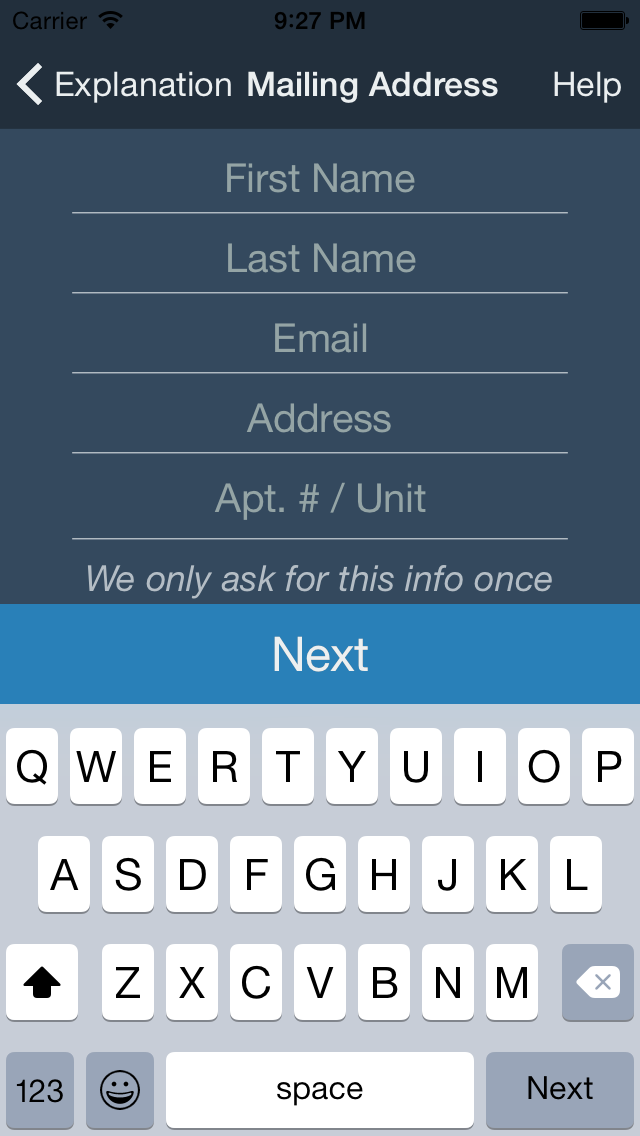 Carrier 9:27 PM
Explanation Mailing Address Help
First Name
Last Name
Email
Address
Apt. # / Unit
We only ask for this info once
Next
Q W E R T Y U I O P
A S D F G H J K L
Z X C V B N M
123 space Next